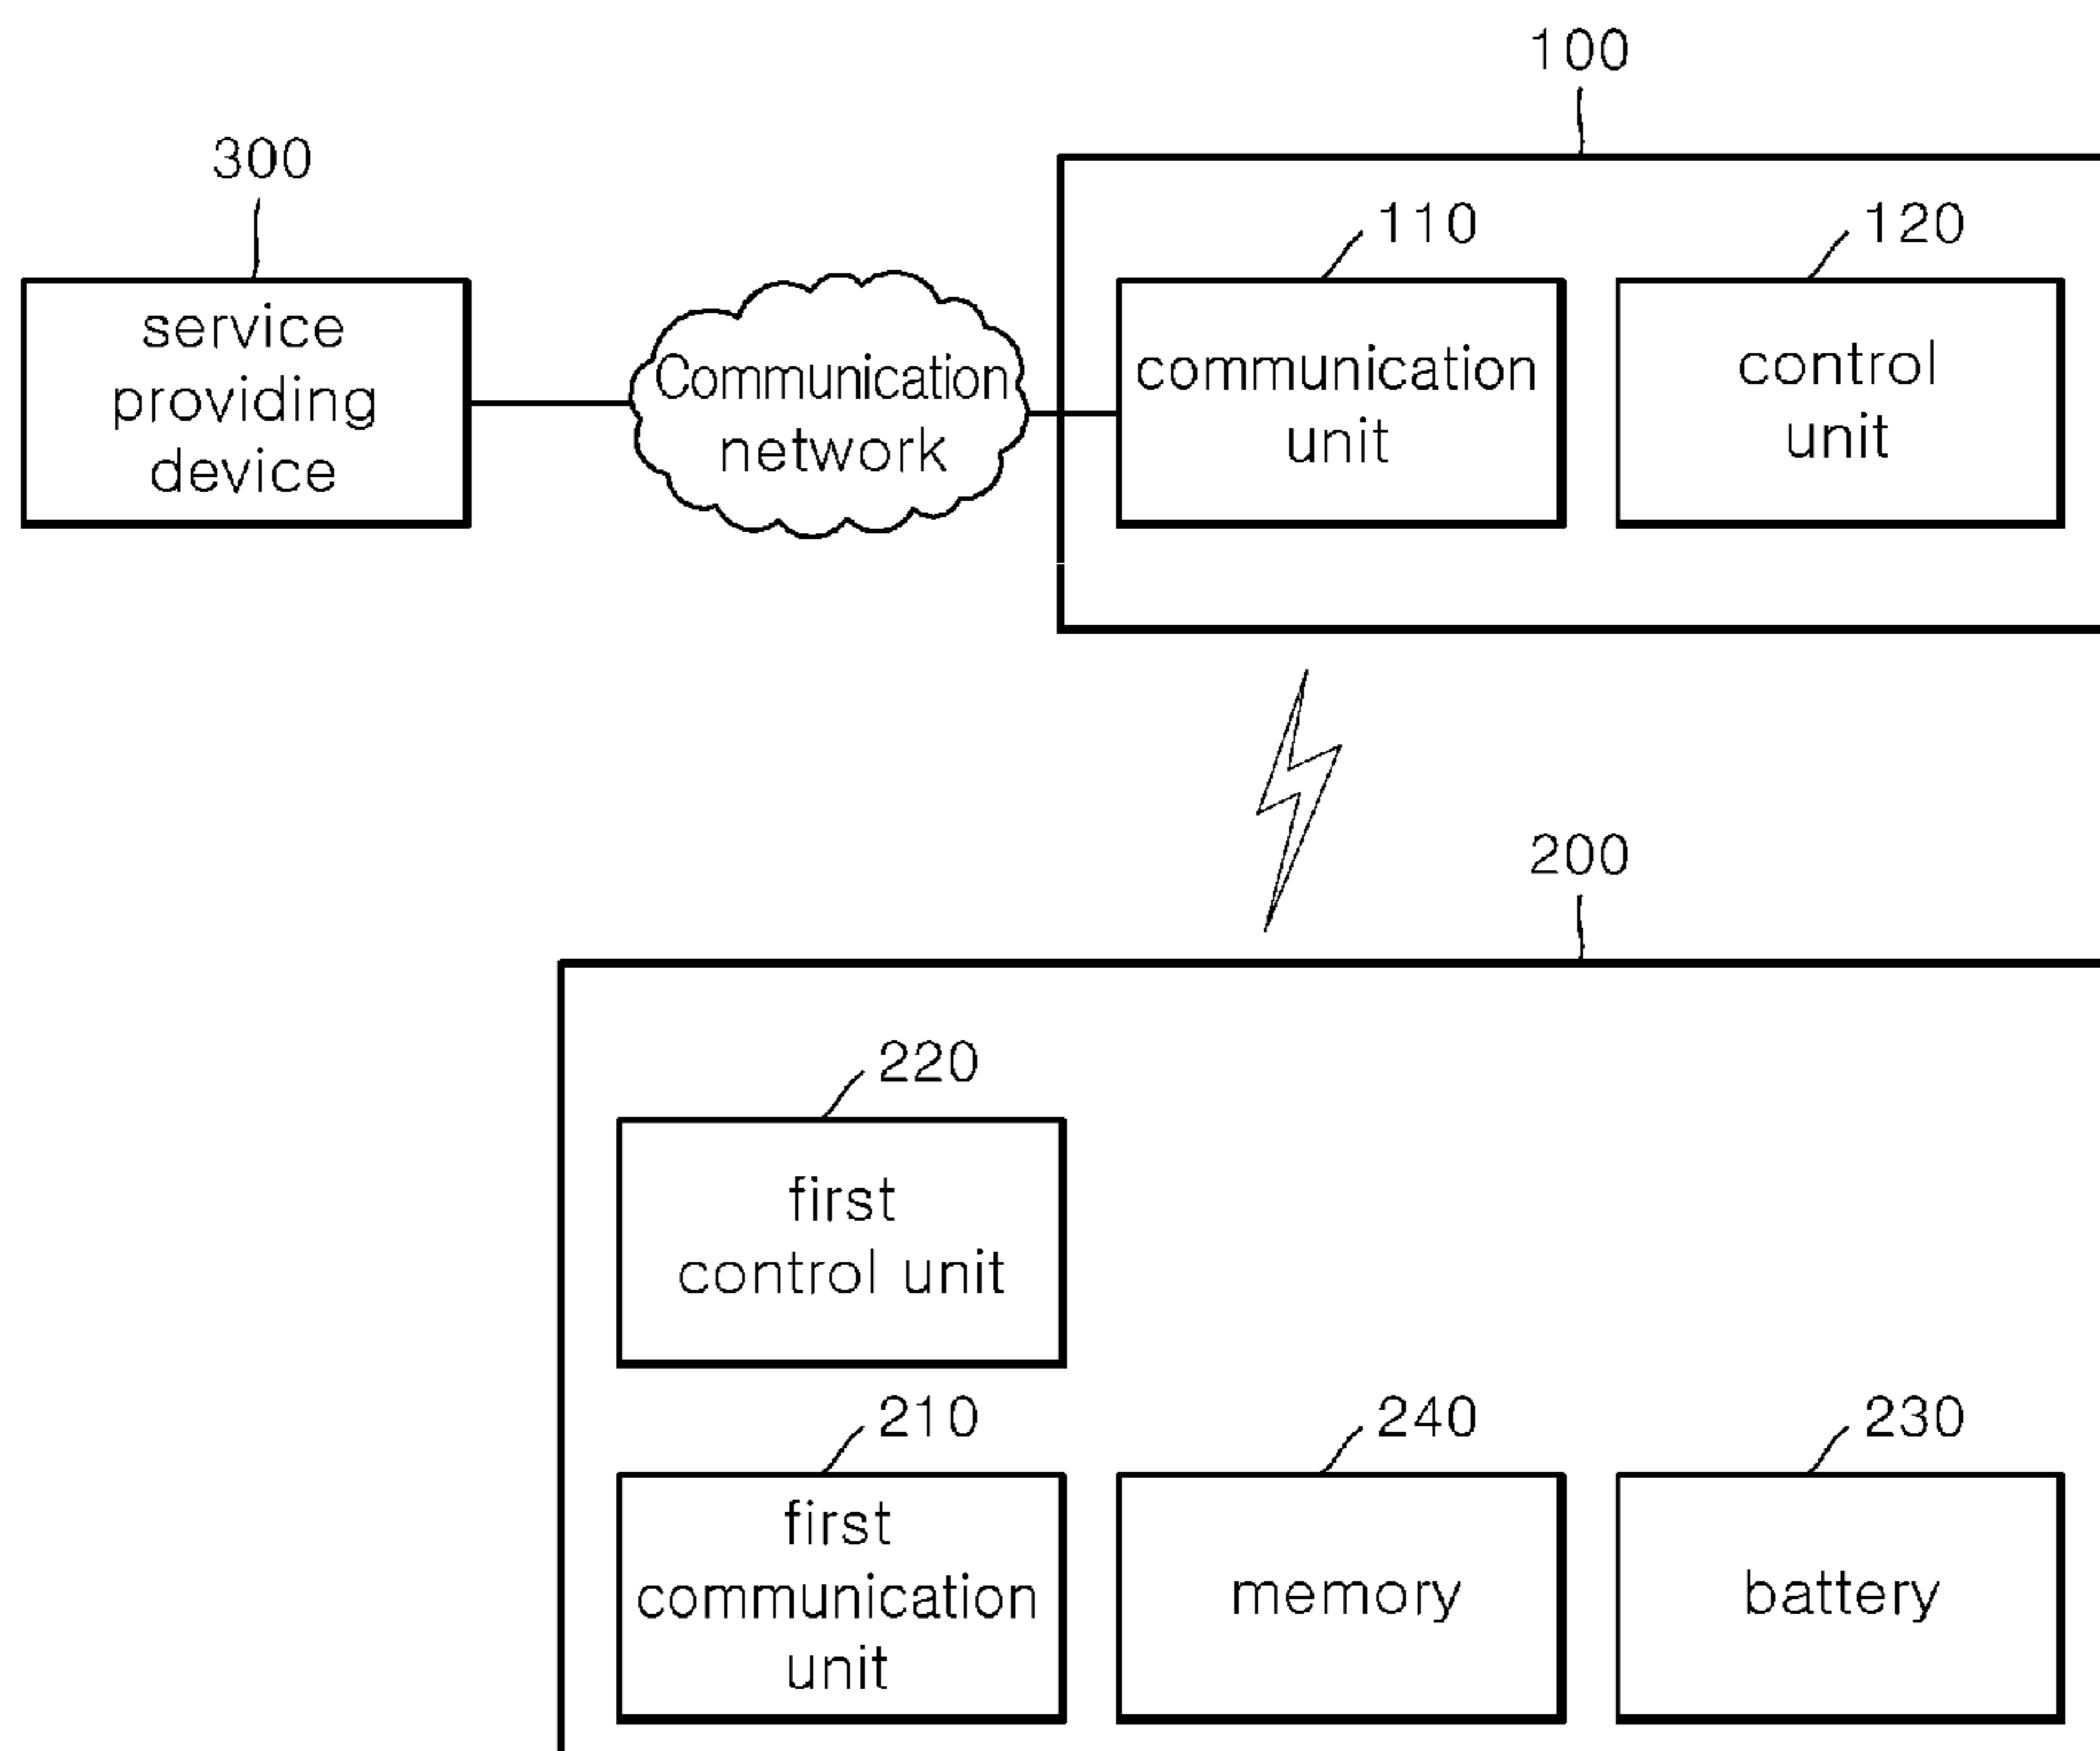 100
300
110
120
service
providing
device
Communication
network
communication
unit
control
unit
200
220
first
control unit
210
240
230
first
communication
unit
memory
battery